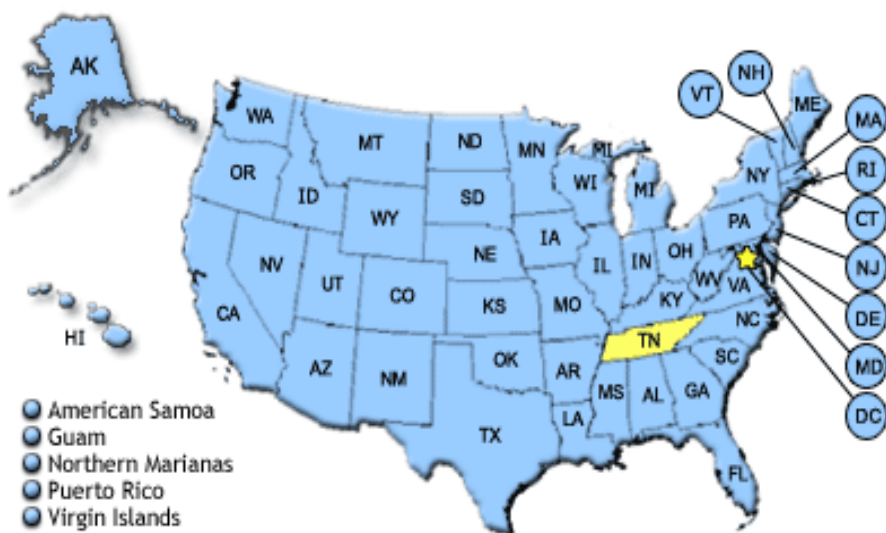 AK
WA
OR
CA
NV
ID
MT
WY
UT
AZ
CO
NM
ND
SD
NE
KS
OK
TX
MN
IA
MO
AR
LA
WI
IL
MI
MI
IN
OH
KY
TN
MS
AL
GA
FL
SC
NC
VA
WV
PA
NY
VT
NH
ME
MA
RI
CT
NJ
DE
MD
DC
HI
American Samoa
Guam
Northern Marianas
Puerto Rico
Virgin Islands